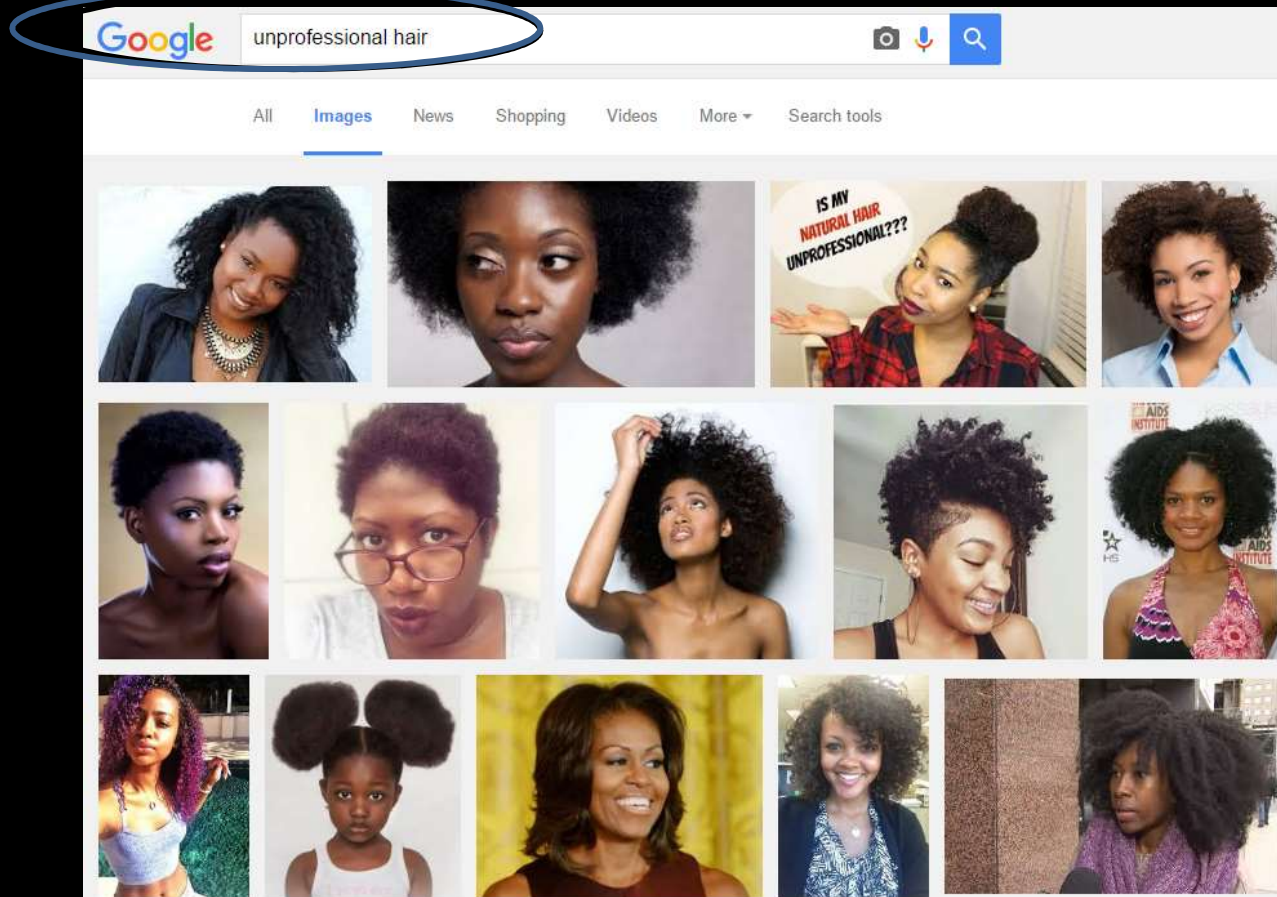 Google
unprofessional hair
All Images News Shopping Videos More Search tools
IS MY
NATURAL HAIR
UNPROFESSIONAL???
AIDS
INSTITUTE
HS
AIDS
INSTITUTE